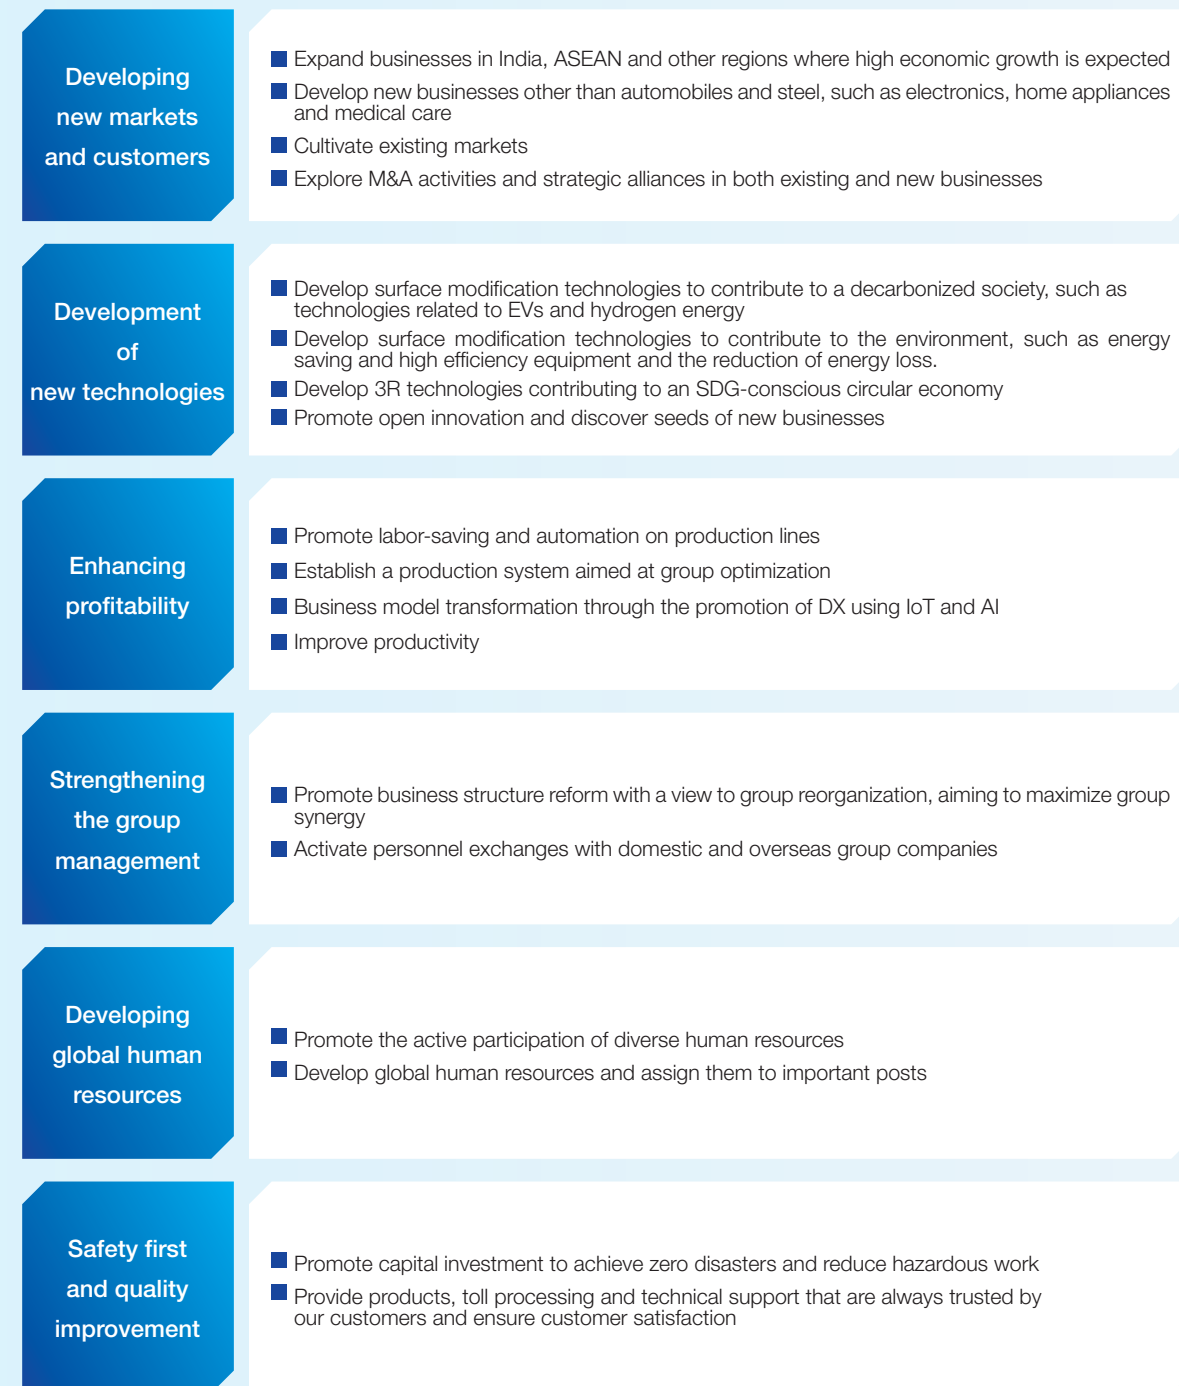 Developing
new markets
and customers
■ Expand businesses in India, ASEAN and other regions where high economic growth is expected
■ Develop new businesses other than automobiles and steel, such as electronics, home appliances
and medical care
■ Cultivate existing markets
■ Explore M&A activities and strategic alliances in both existing and new businesses
Development
of
new technologies
■ Develop surface modification technologies to contribute to a decarbonized society, such as
technologies related to EVs and hydrogen energy
■ Develop surface modification technologies to contribute to the environment, such as energy
saving and high efficiency equipment and the reduction of energy loss.
■ Develop 3R technologies contributing to an SDG-conscious circular economy
■ Promote open innovation and discover seeds of new businesses
Enhancing
profitability
■ Promote labor-saving and automation on production lines
■ Establish a production system aimed at group optimization
■ Business model transformation through the promotion of DX using IoT and AI
■ Improve productivity
Strengthening
the group
management
■ Promote business structure reform with a view to group reorganization, aiming to maximize group
synergy
■ Activate personnel exchanges with domestic and overseas group companies
Developing
global human
resources
■ Promote the active participation of diverse human resources
■ Develop global human resources and assign them to important posts
Safety first
and quality
improvement
■ Promote capital investment to achieve zero disasters and reduce hazardous work
■ Provide products, toll processing and technical support that are always trusted by
our customers and ensure customer satisfaction